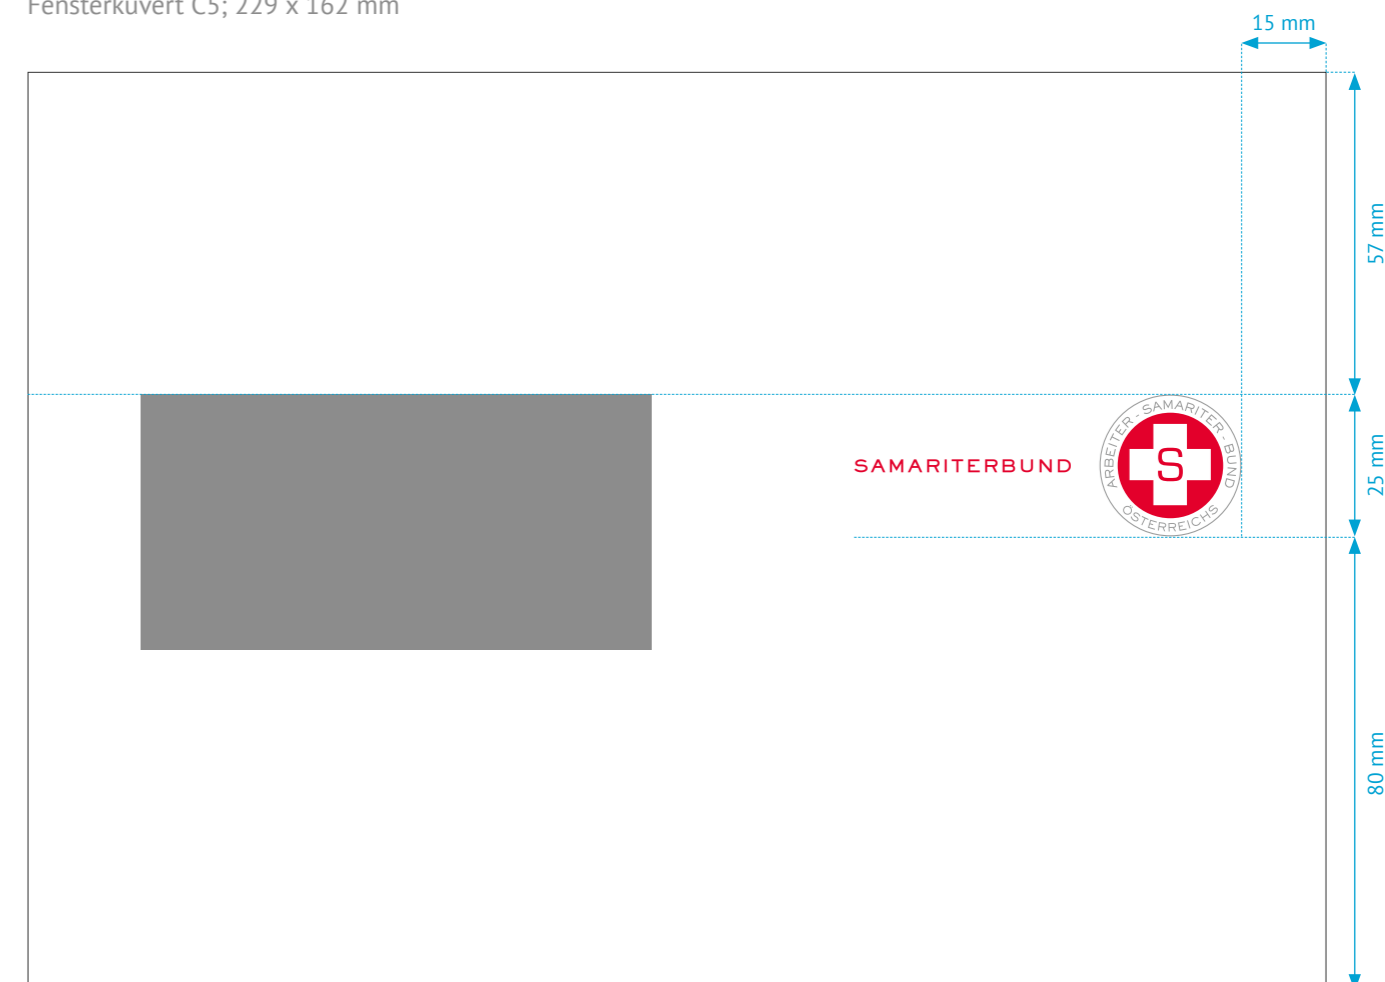 Fensterkuvert C5; 229 x 162 mm
15 mm
57 mm
SAMARITERBUND
ARBEITER - SAMARITER - BUND
S
ÖSTERREICHS
25 mm
80 mm